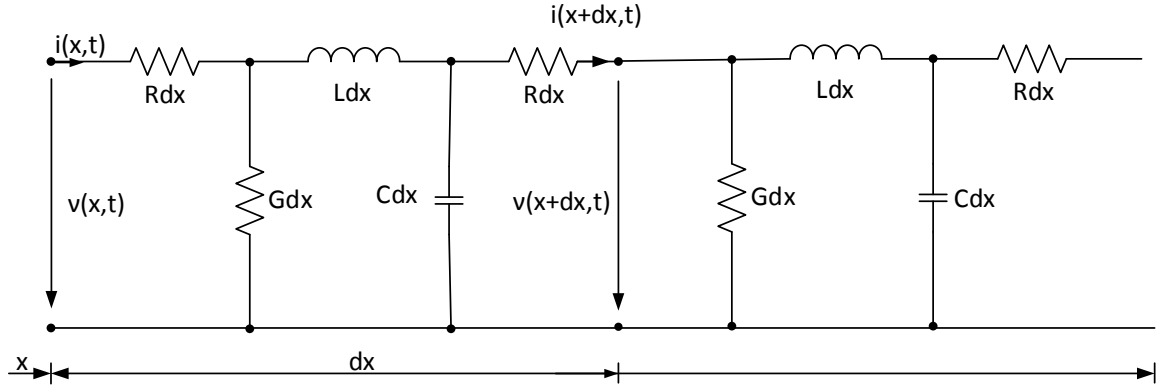 i(x,t)
i(x+dx,t)
Rdx
Ldx
Rdx
Ldx
Rdx
v(x,t)
Gdx
Cdx
v(x+dx,t)
Gdx
Cdx
x
dx